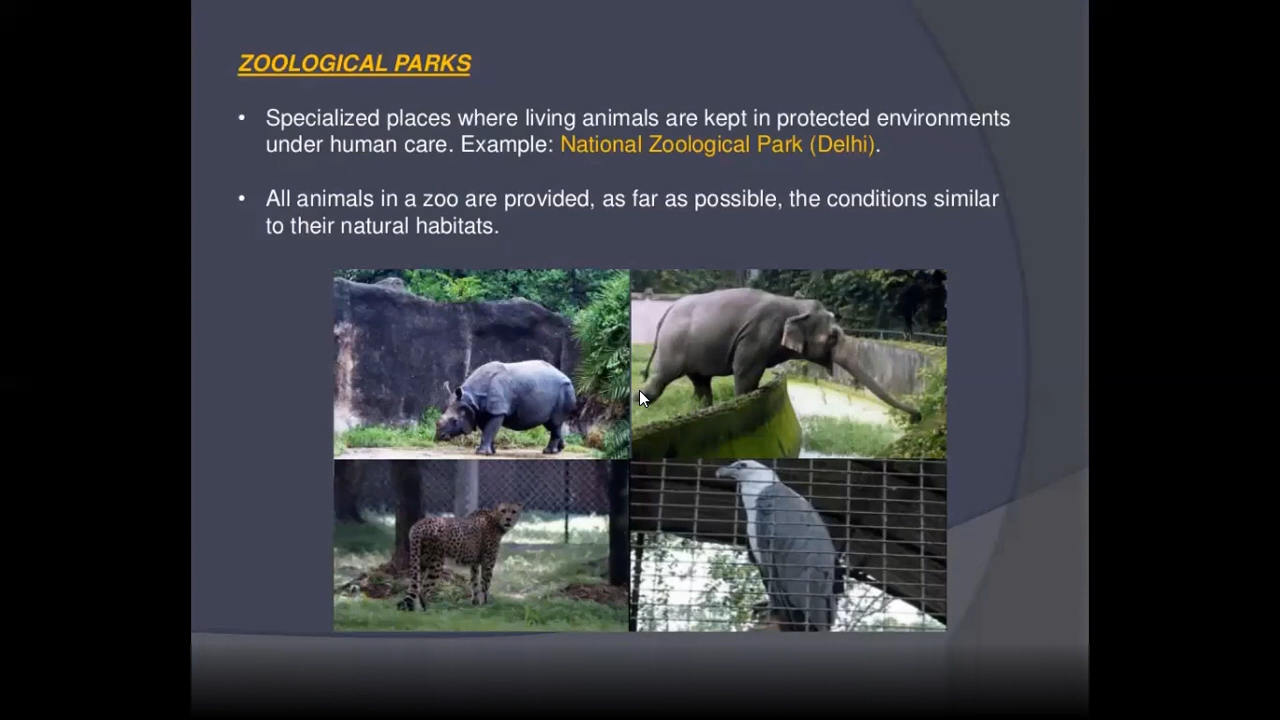 ZOOLOGICAL PARKS
• Specialized places where living animals are kept in protected environments
under human care. Example: National Zoological Park (Delhi).
• All animals in a zoo are provided, as far as possible, the conditions similar
to their natural habitats.